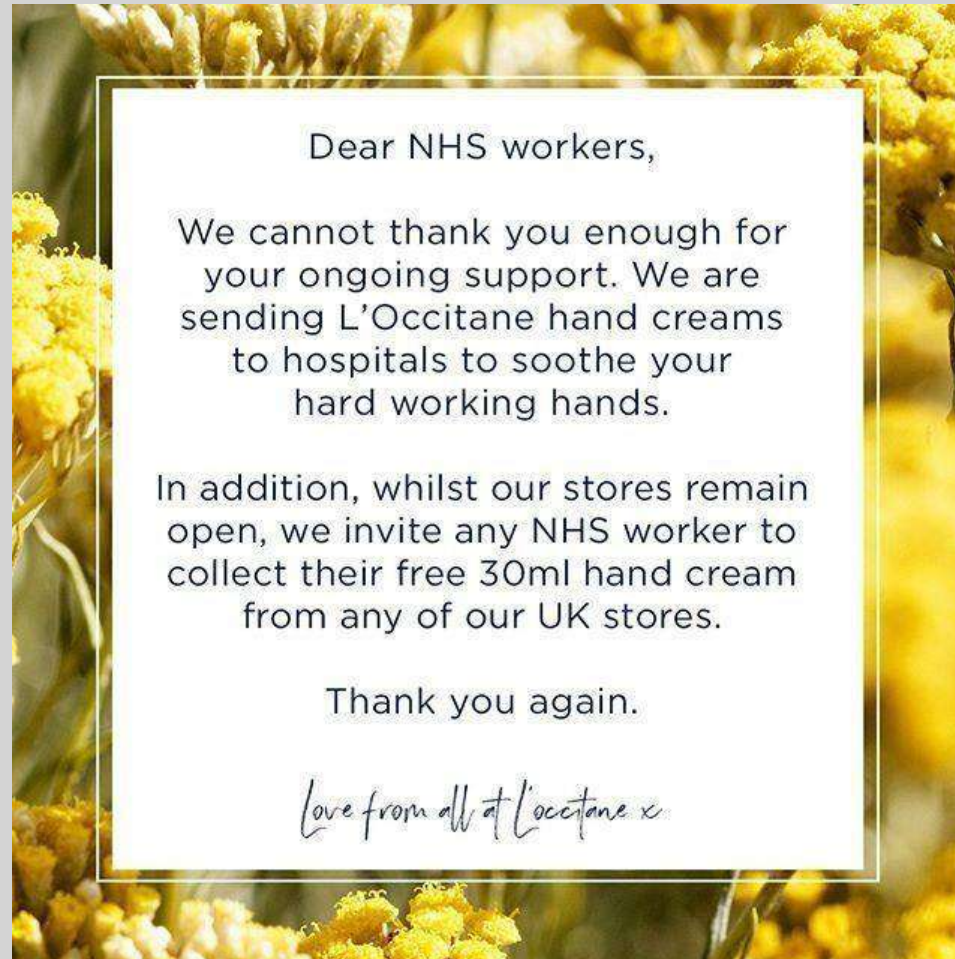 Dear NHS workers,
We cannot thank you enough for
your ongoing support. We are
sending L'Occitane hand creams
to hospitals to soothe your
hard working hands.
In addition, whilst our stores remain
open, we invite any NHS worker to
collect their free 30ml hand cream
from any of our UK stores.
Thank you again.
Love from all at L'occitane x